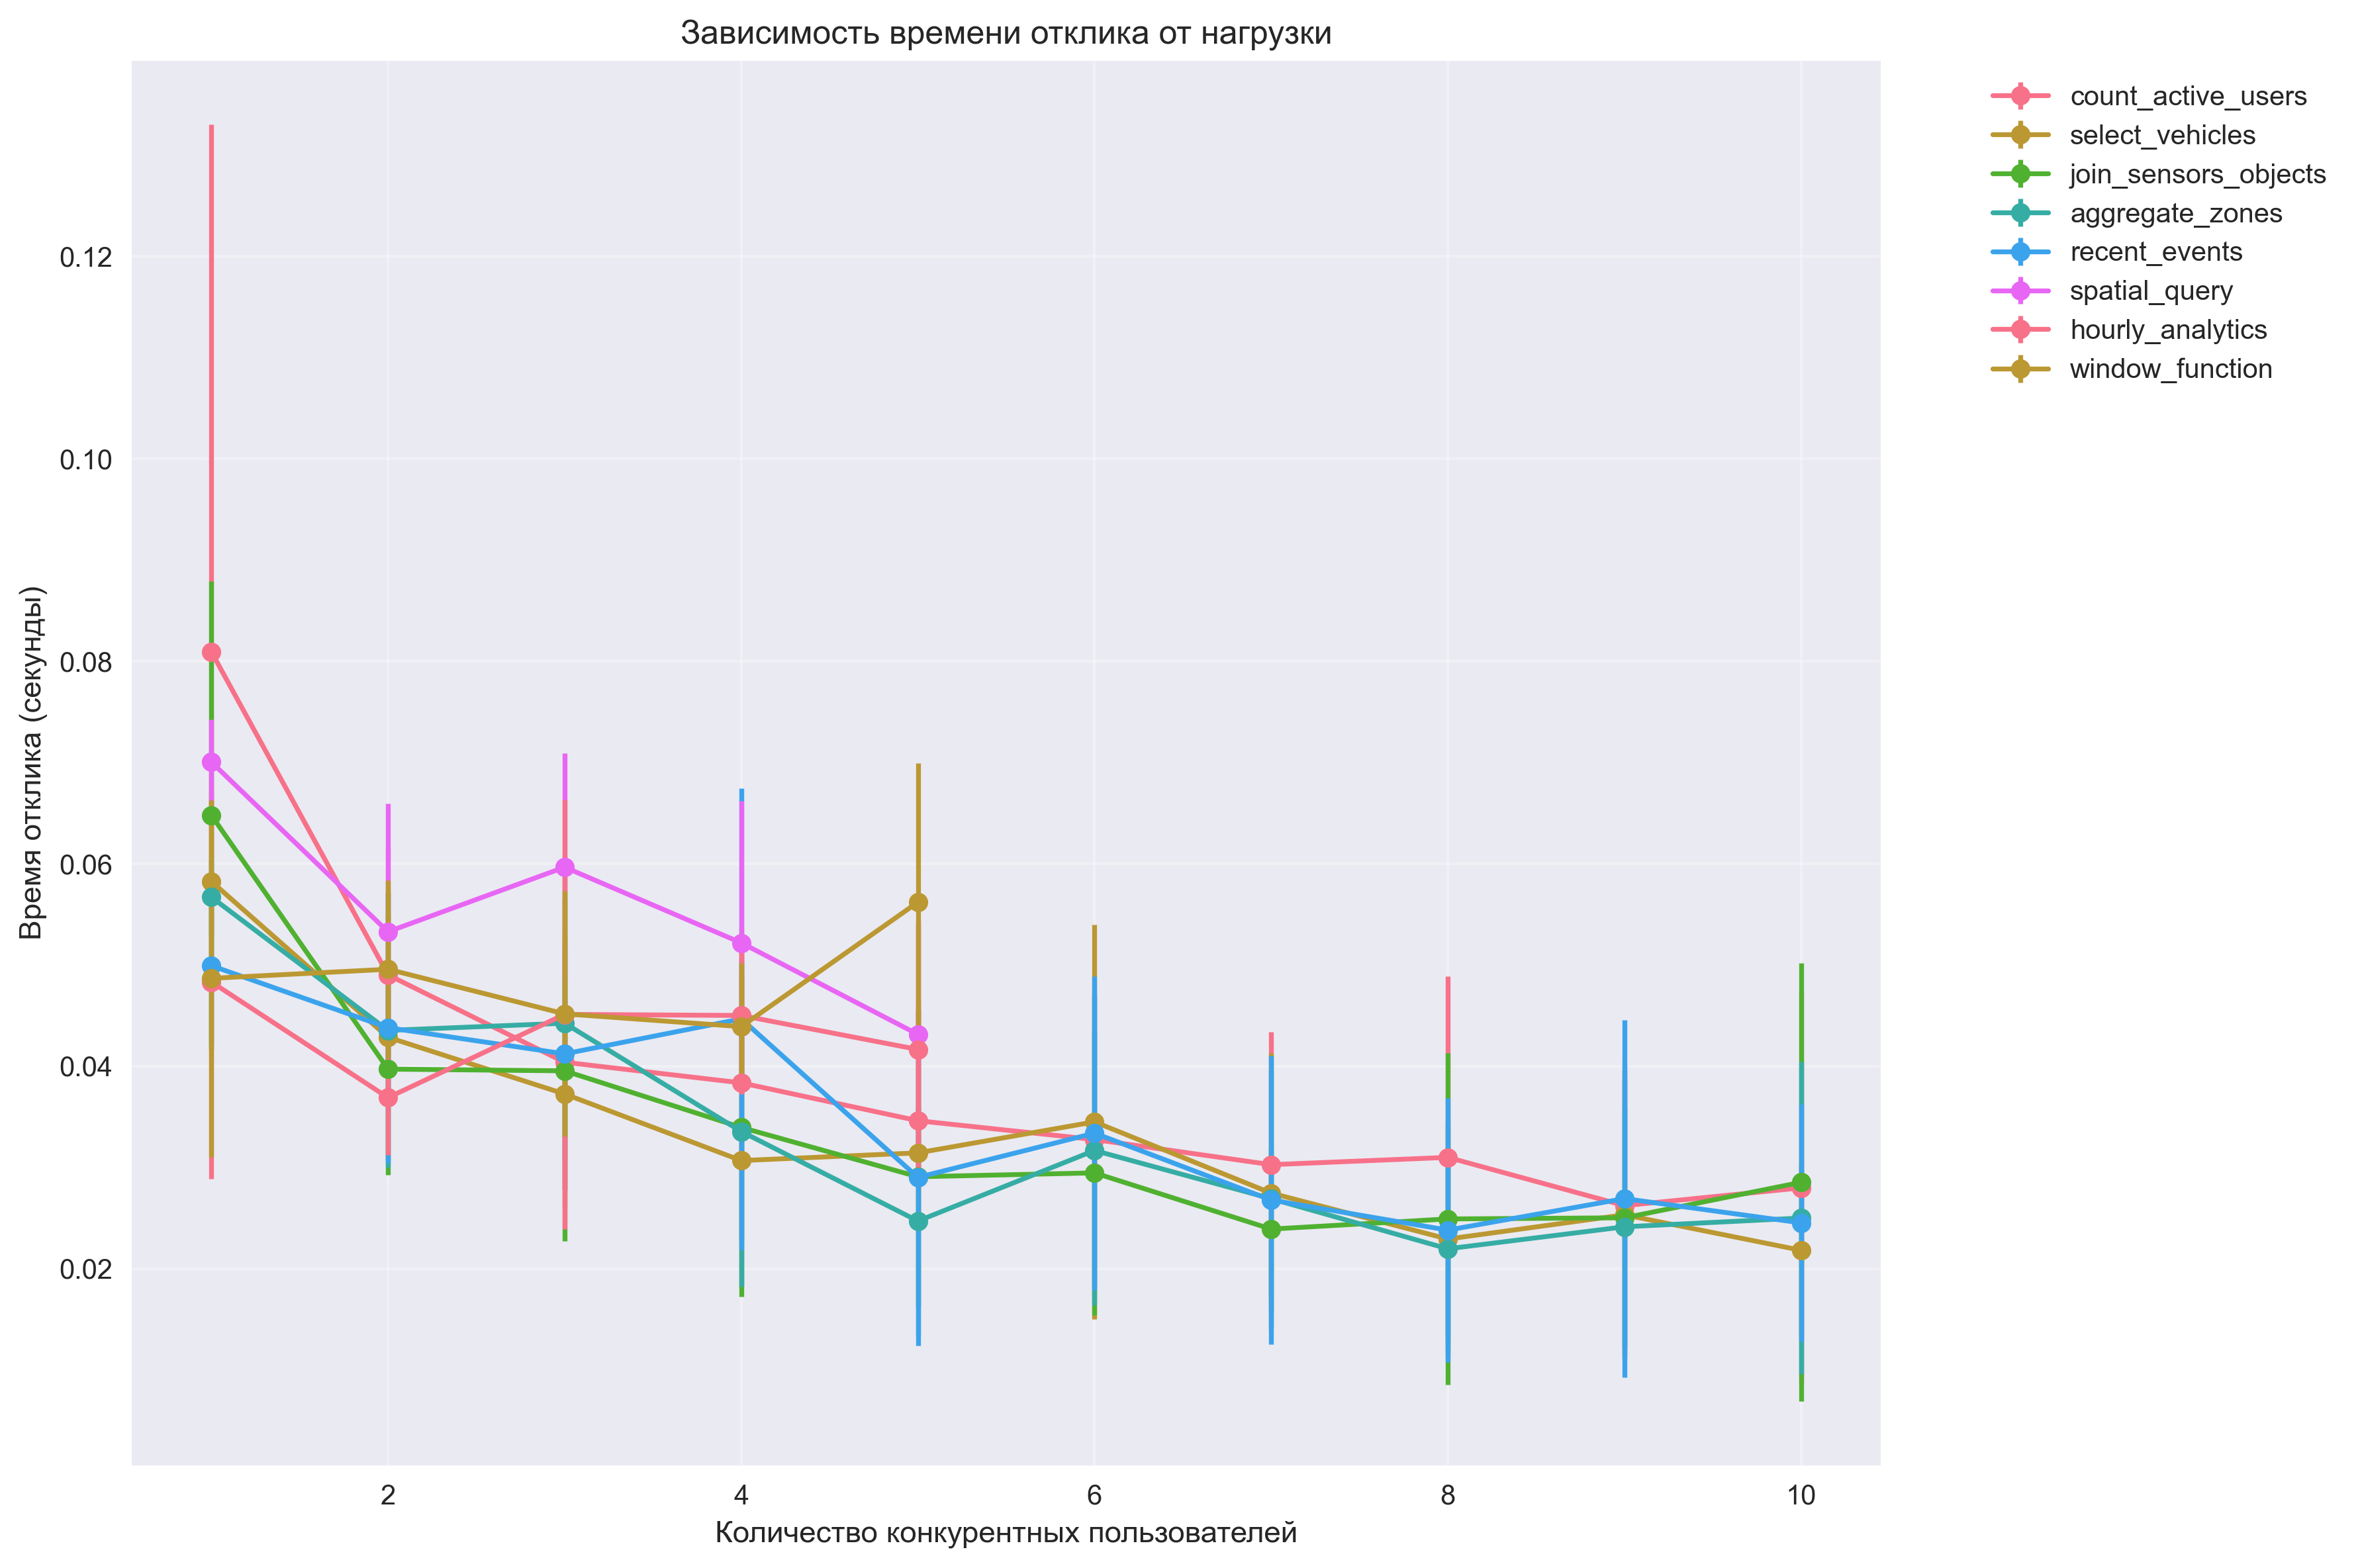 Зависимость времени отклика от нагрузки
count_active_users
select_vehicles
join_sensors_objects
aggregate_zones
recent_events
spatial_query
hourly_analytics
window_function
Время отклика (секунды)
0.12
0.10
0.08
0.06
0.04
0.02
2 4 6 8 10
Количество конкурентных пользователей